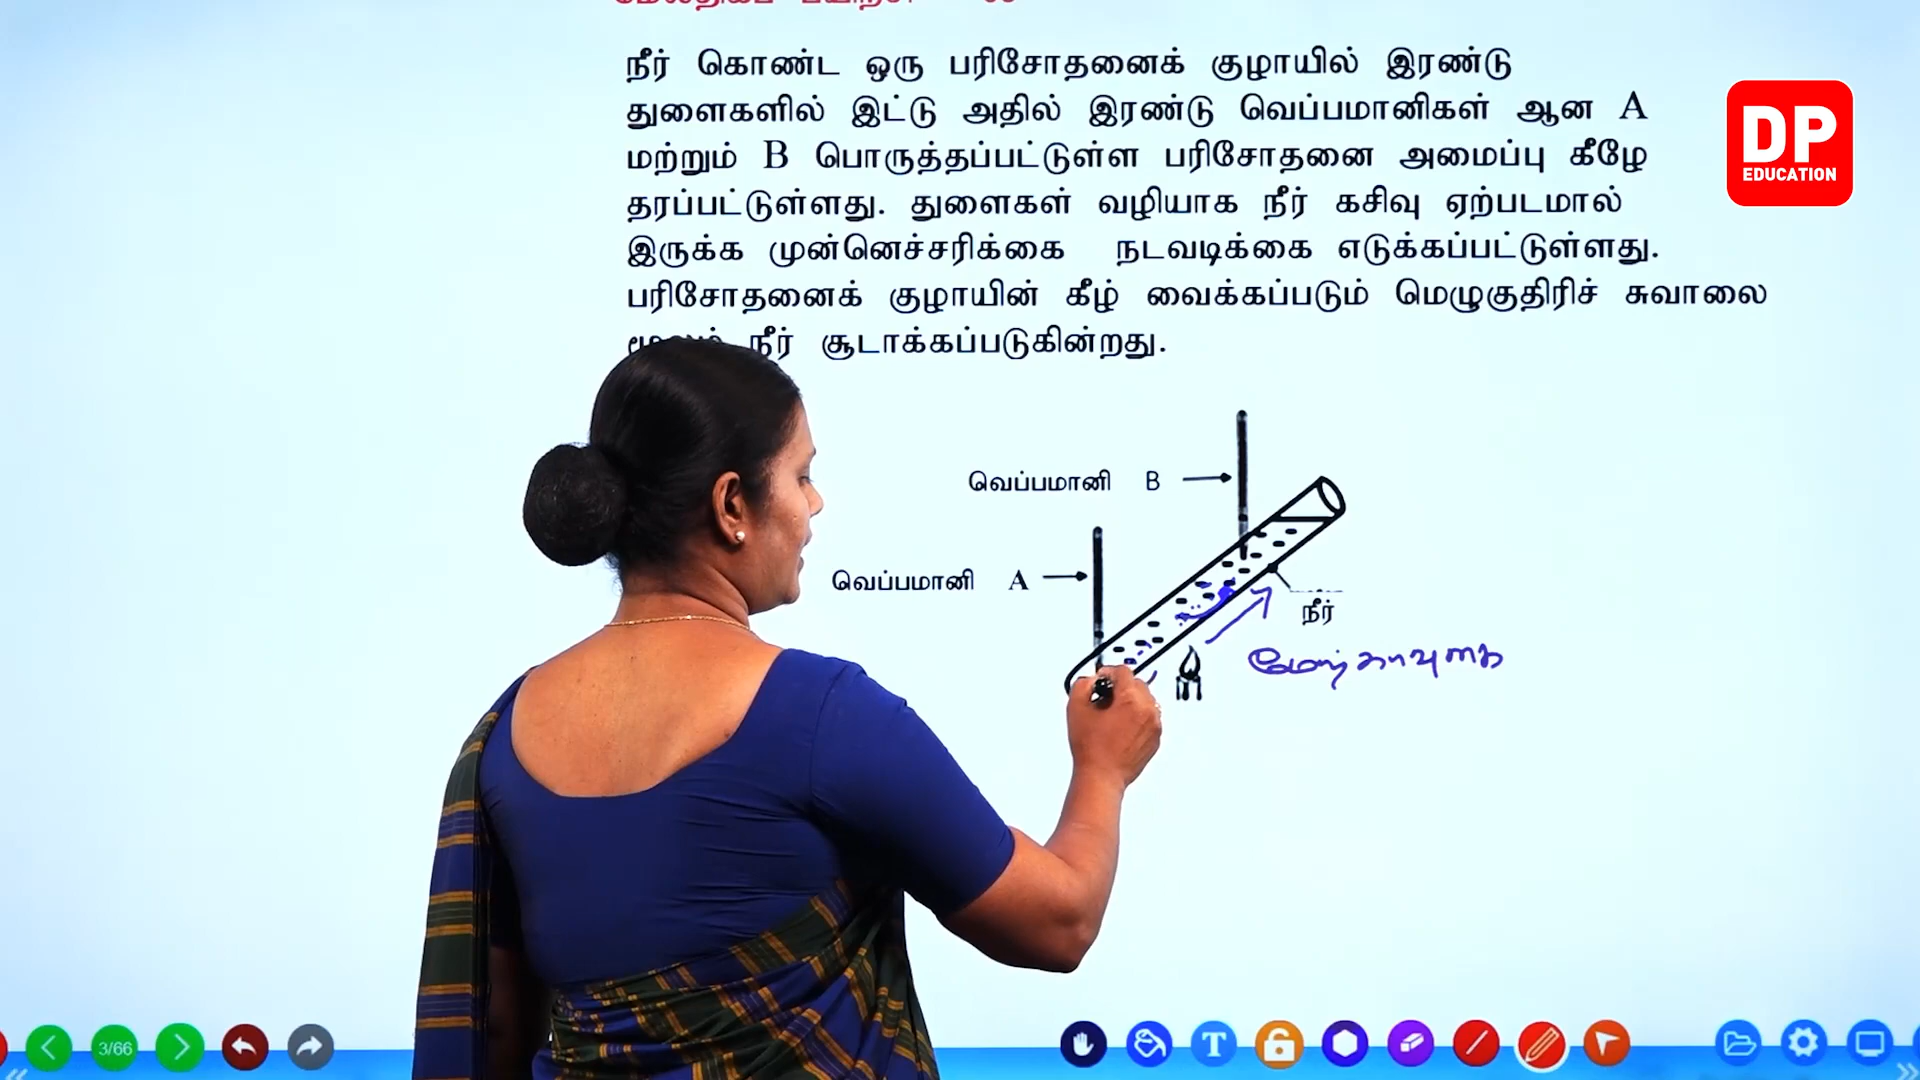 நீர் கொண்ட ஒரு பரிசோதனைக் குழாயில் இரண்டு
துளைகளில் இட்டு அதில் இரண்டு வெப்பமானிகள் ஆன A
மற்றும் B பொருத்தப்பட்டுள்ள பரிசோதனை அமைப்பு கீழே
தரப்பட்டுள்ளது. துளைகள் வழியாக நீர் கசிவு ஏற்படமால்
இருக்க முன்னெச்சரிக்கை நடவடிக்கை எடுக்கப்பட்டுள்ளது.
பரிசோதனைக் குழாயின் கீழ் வைக்கப்படும் மெழுகுதிரிச் சுவாலை
நீர் சூடாக்கப்படுகின்றது.
வெப்பமானி B
வெப்பமானி A
நீர்
மேற்காவுகை
DP
EDUCATION
3/66
T